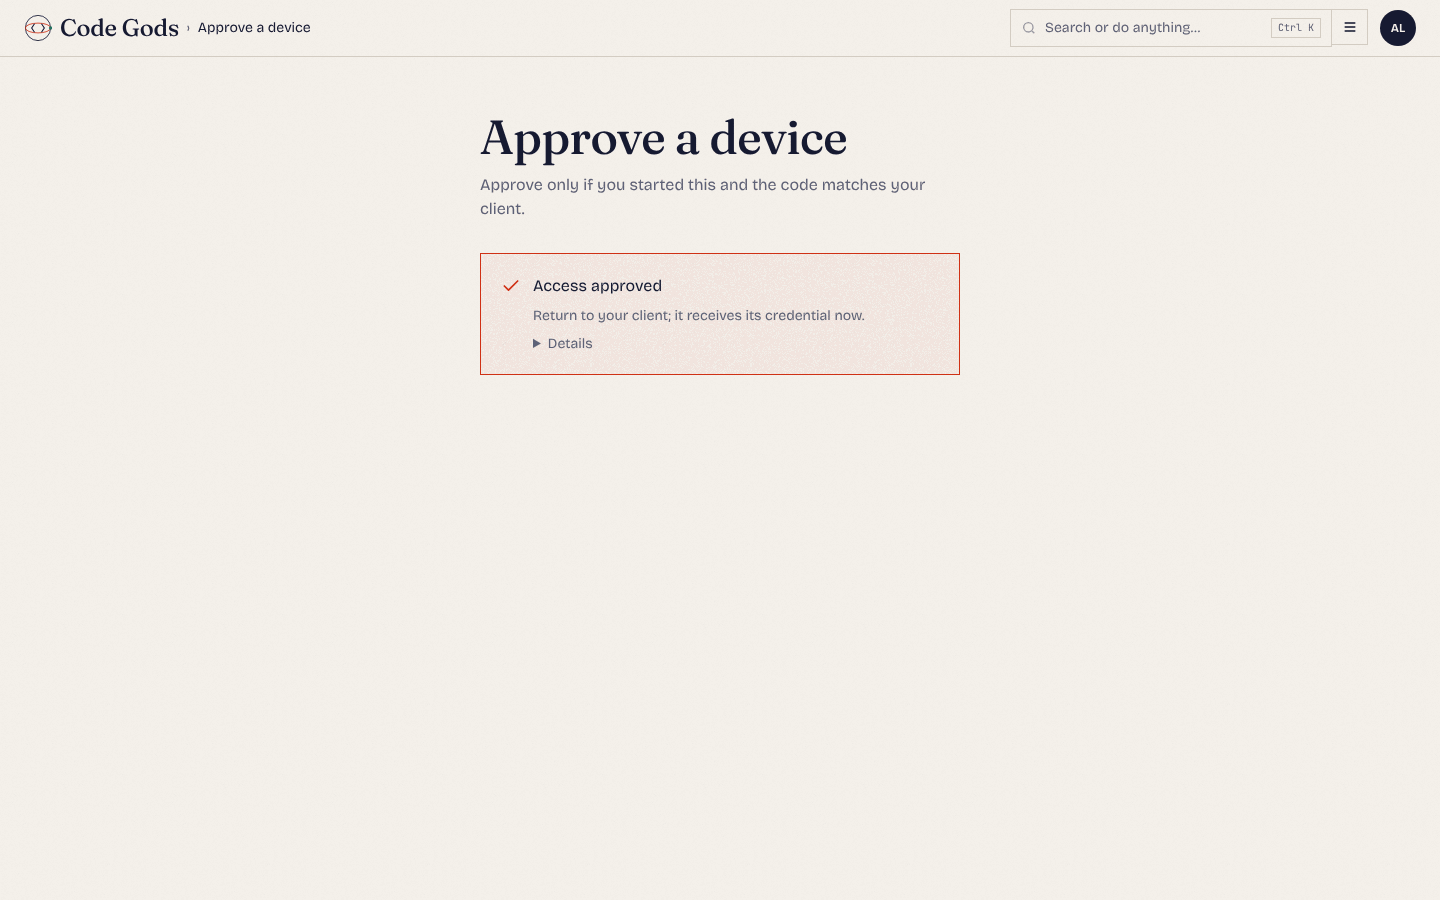 Code Gods › Approve a device
Search or do anything... Ctrl K
AL
Approve a device
Approve only if you started this and the code matches your
client.
Access approved
Return to your client; it receives its credential now.
Details